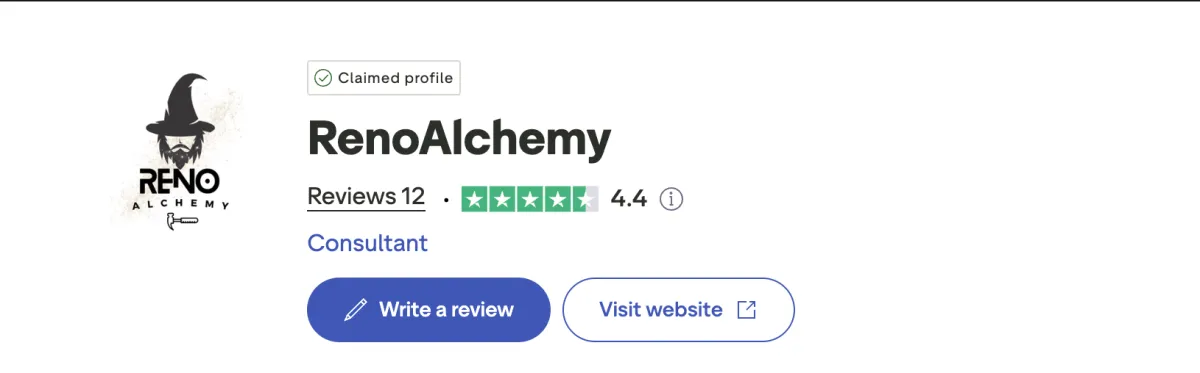 Claimed profile
RENO
ALCHEMY
RenoAlchemy
Reviews 12 · 4.4
Consultant
Write a review
Visit website